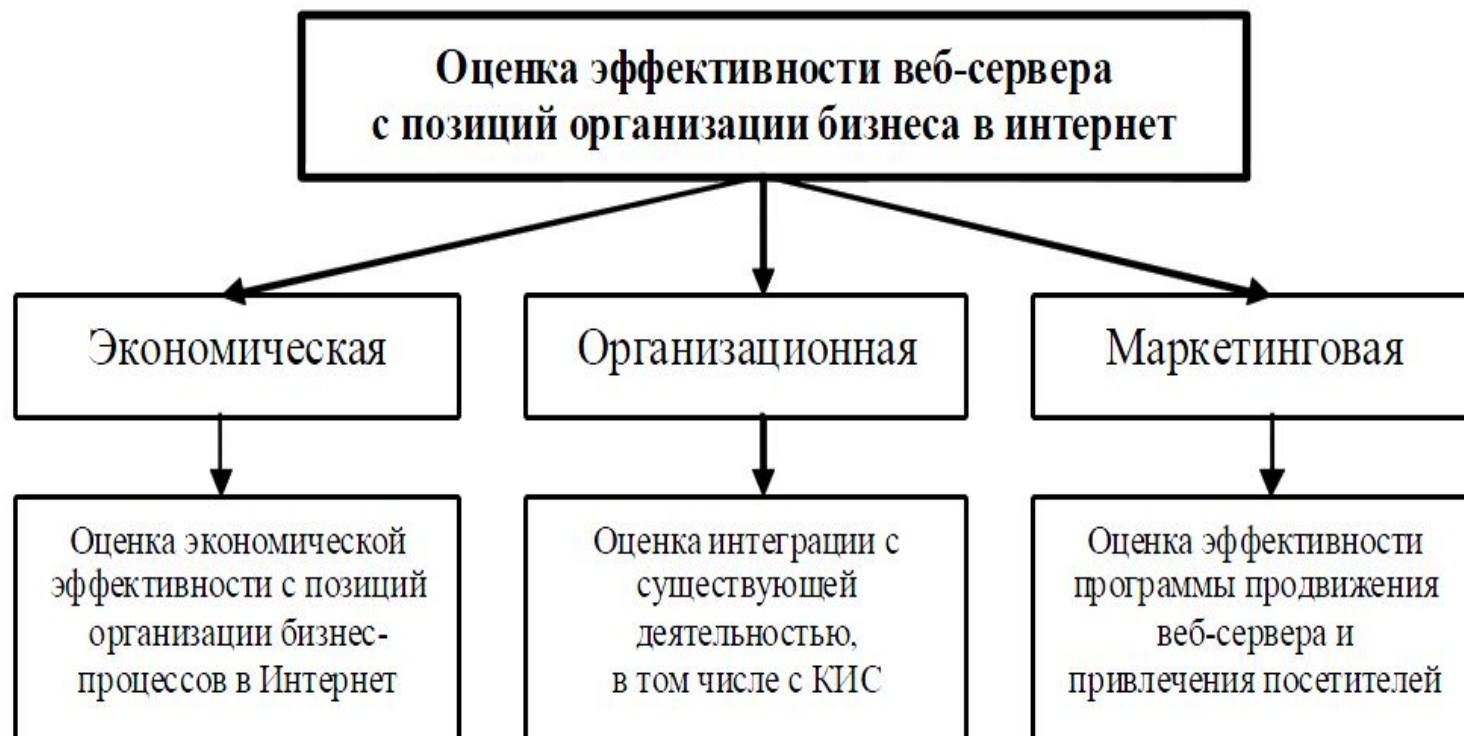 Оценка эффективности веб-сервера
с позиций организации бизнеса в интернет
Экономическая
Организационная
Маркетинговая
Оценка экономической
эффективности с позиций
организации бизнес-
процессов в Интернет
Оценка интеграции с
существующей
деятельностью,
в том числе с КИС
Оценка эффективности
программы продвижения
веб-сервера и
привлечения посетителей